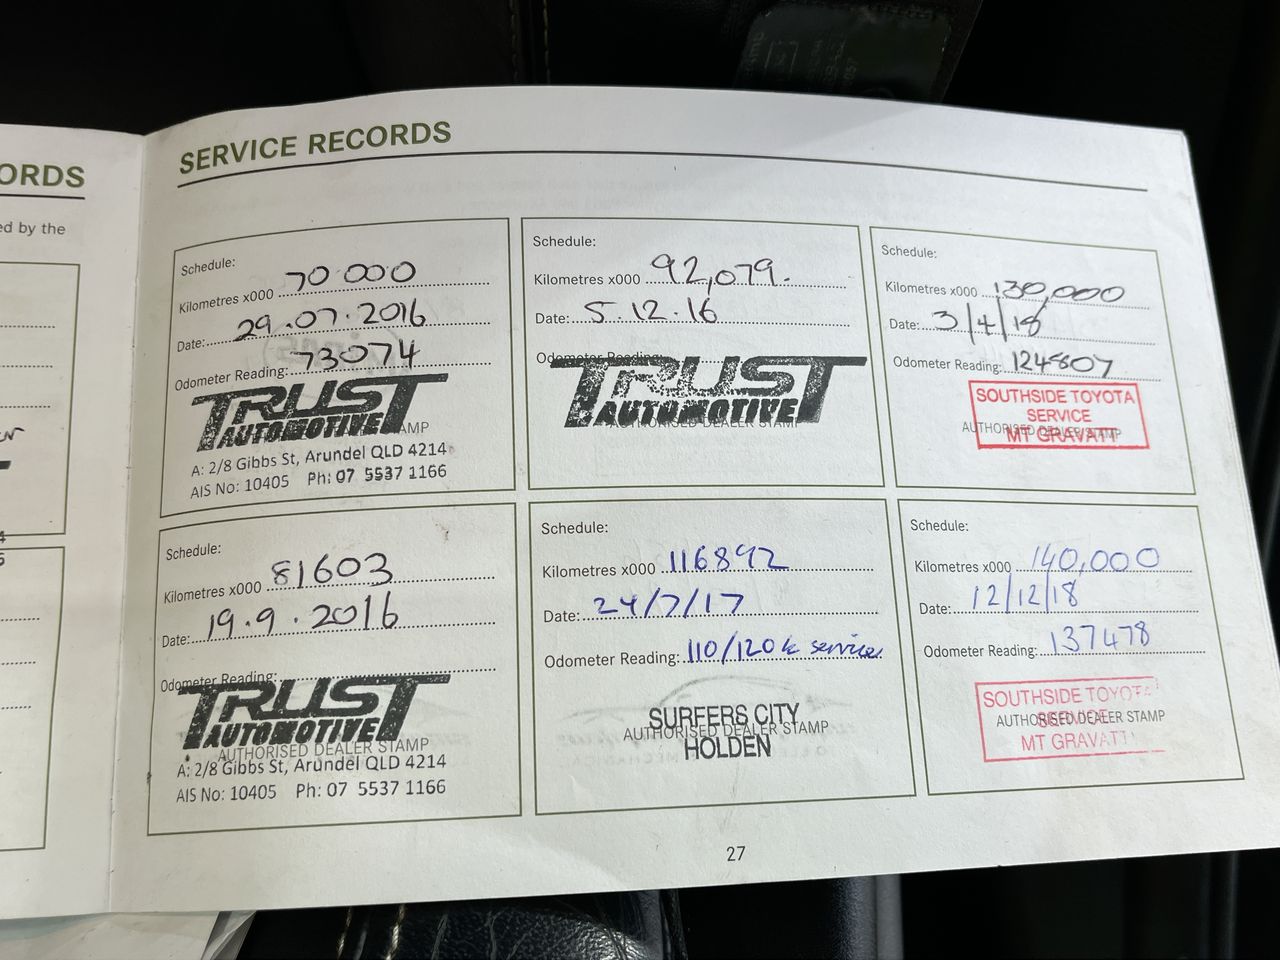 ORDS
ed by the
SERVICE RECORDS
Schedule:
Kilometres x000 70 000
Date: 29.07.2016
Odometer Reading: 73074
TRUST
AUTOMOTIVE
A: 2/8 Gibbs St, Arundel QLD 4214
AIS No: 10405 Ph: 07 5537 1166
Schedule:
Kilometres x000 92,079.
Date: 5.12.16
Odometer Reading:
TRUST
AUTOMOTIVE
AUTHORISED DEALER STAMP
Schedule:
Kilometres x000 130,000
Date: 3/4/18
Odometer Reading: 124807
SOUTHSIDE TOYOTA
SERVICE
AUTHORISED DEALER STAMP
MT GRAVATT
Schedule:
Kilometres x000 81603
Date: 19.9.2016
Odometer Reading:
TRUST
AUTOMOTIVE
AUTHORISED DEALER STAMP
A: 2/8 Gibbs St, Arundel QLD 4214
AIS No: 10405 Ph: 07 5537 1166
Schedule:
Kilometres x000 116892
Date: 24/7/17
Odometer Reading: 110/120k service
SURFERS CITY
AUTHORISED DEALER STAMP
HOLDEN
Schedule:
Kilometres x000 140,000
Date: 12/12/18
Odometer Reading: 137478
SOUTHSIDE TOYOTA
SERVICE
AUTHORISED DEALER STAMP
MT GRAVATT
27